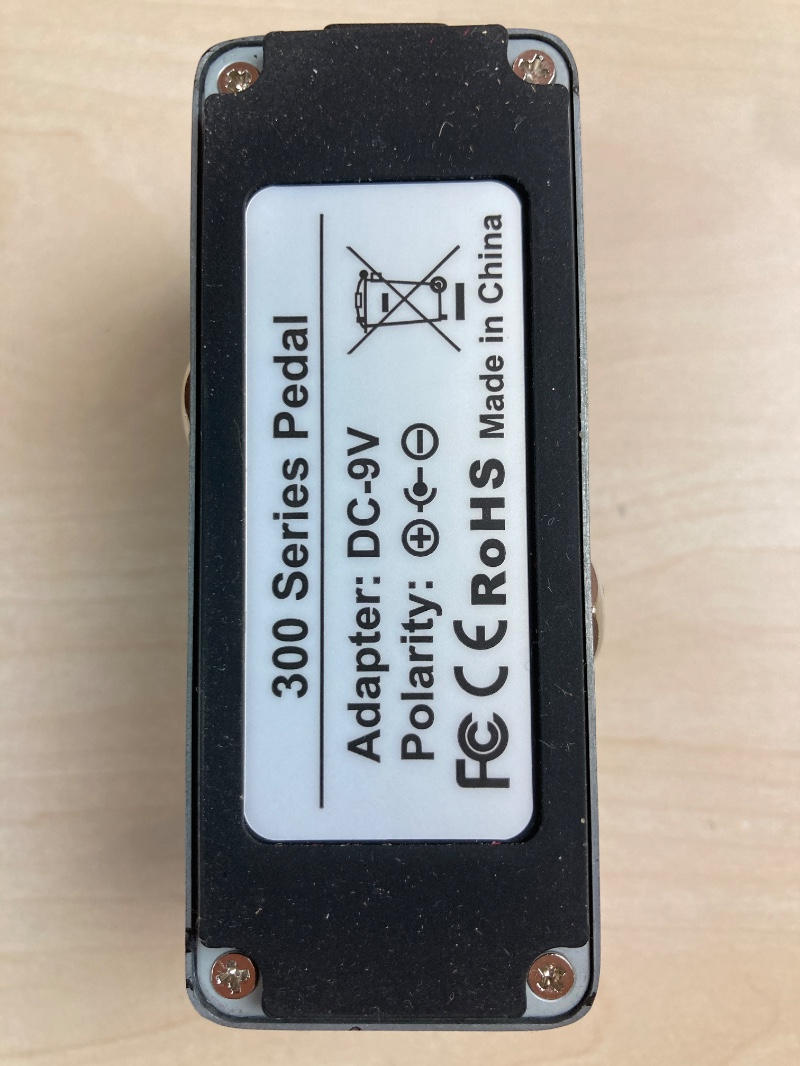 300 Series Pedal
Adapter: DC-9V
Polarity: ⊕ ⊖
FC CE RoHS Made in China